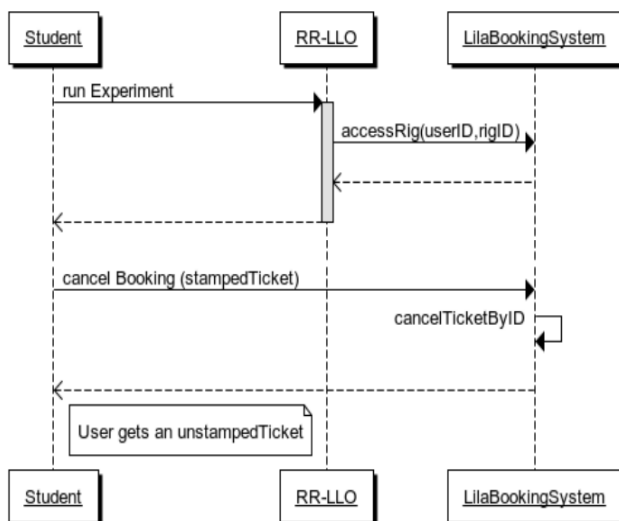 Student
RR-LLO
LilaBookingSystem
run Experiment
accessRig(userID,rigID)
cancel Booking (stampedTicket)
cancelTicketByID
User gets an unstampedTicket
Student
RR-LLO
LilaBookingSystem